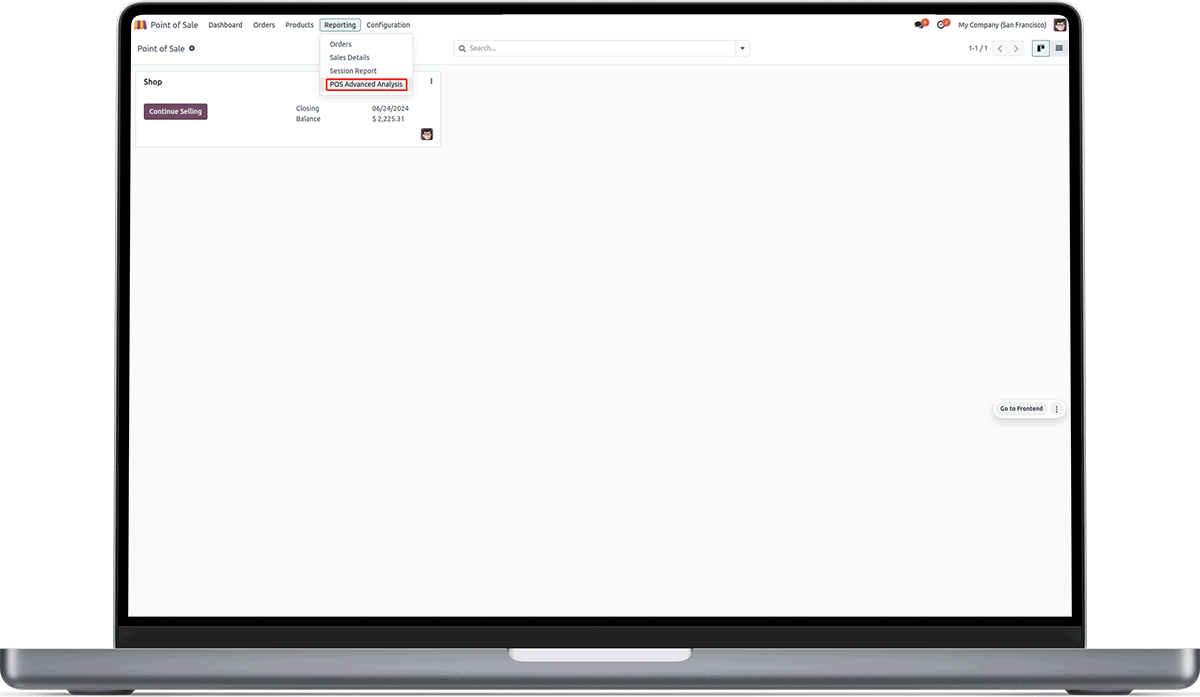 Point of Sale Dashboard Orders Products Reporting Configuration My Company (San Francisco)
Point of Sale Search... 1-1 / 1
Orders
Sales Details
Session Report
POS Advanced Analysis
Shop
Continue Selling
Closing 06/24/2024
Balance $ 2,225.31
Go to Frontend